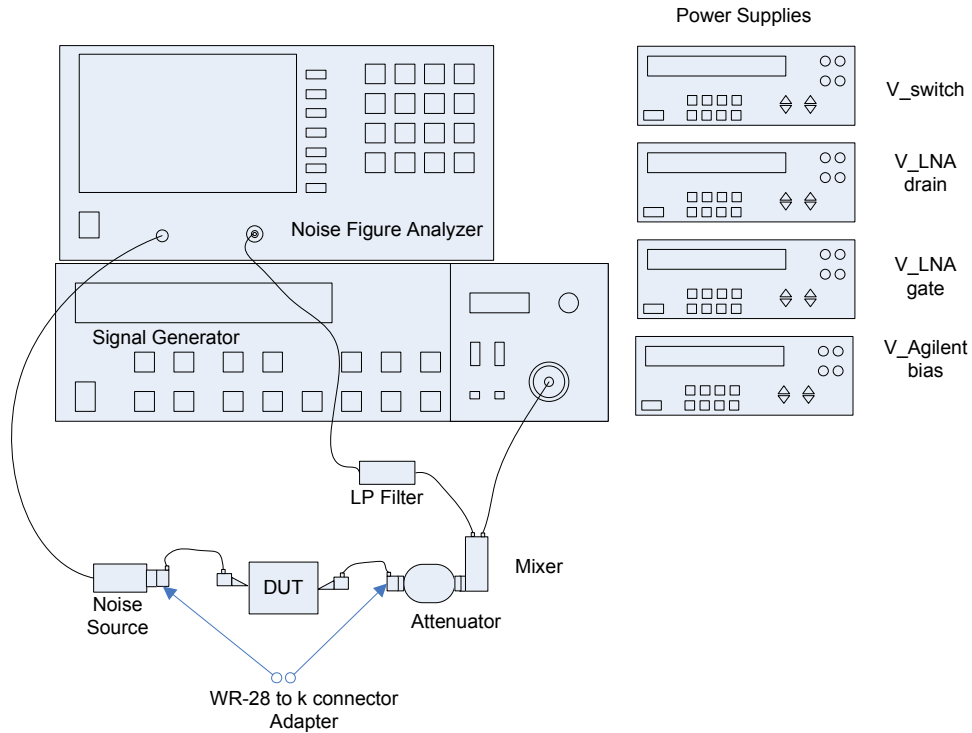 Power Supplies
V_switch
V_LNA
drain
V_LNA
gate
V_Agilent
bias
Noise Figure Analyzer
Signal Generator
LP Filter
Mixer
DUT
Noise
Source
Attenuator
WR-28 to k connector
Adapter